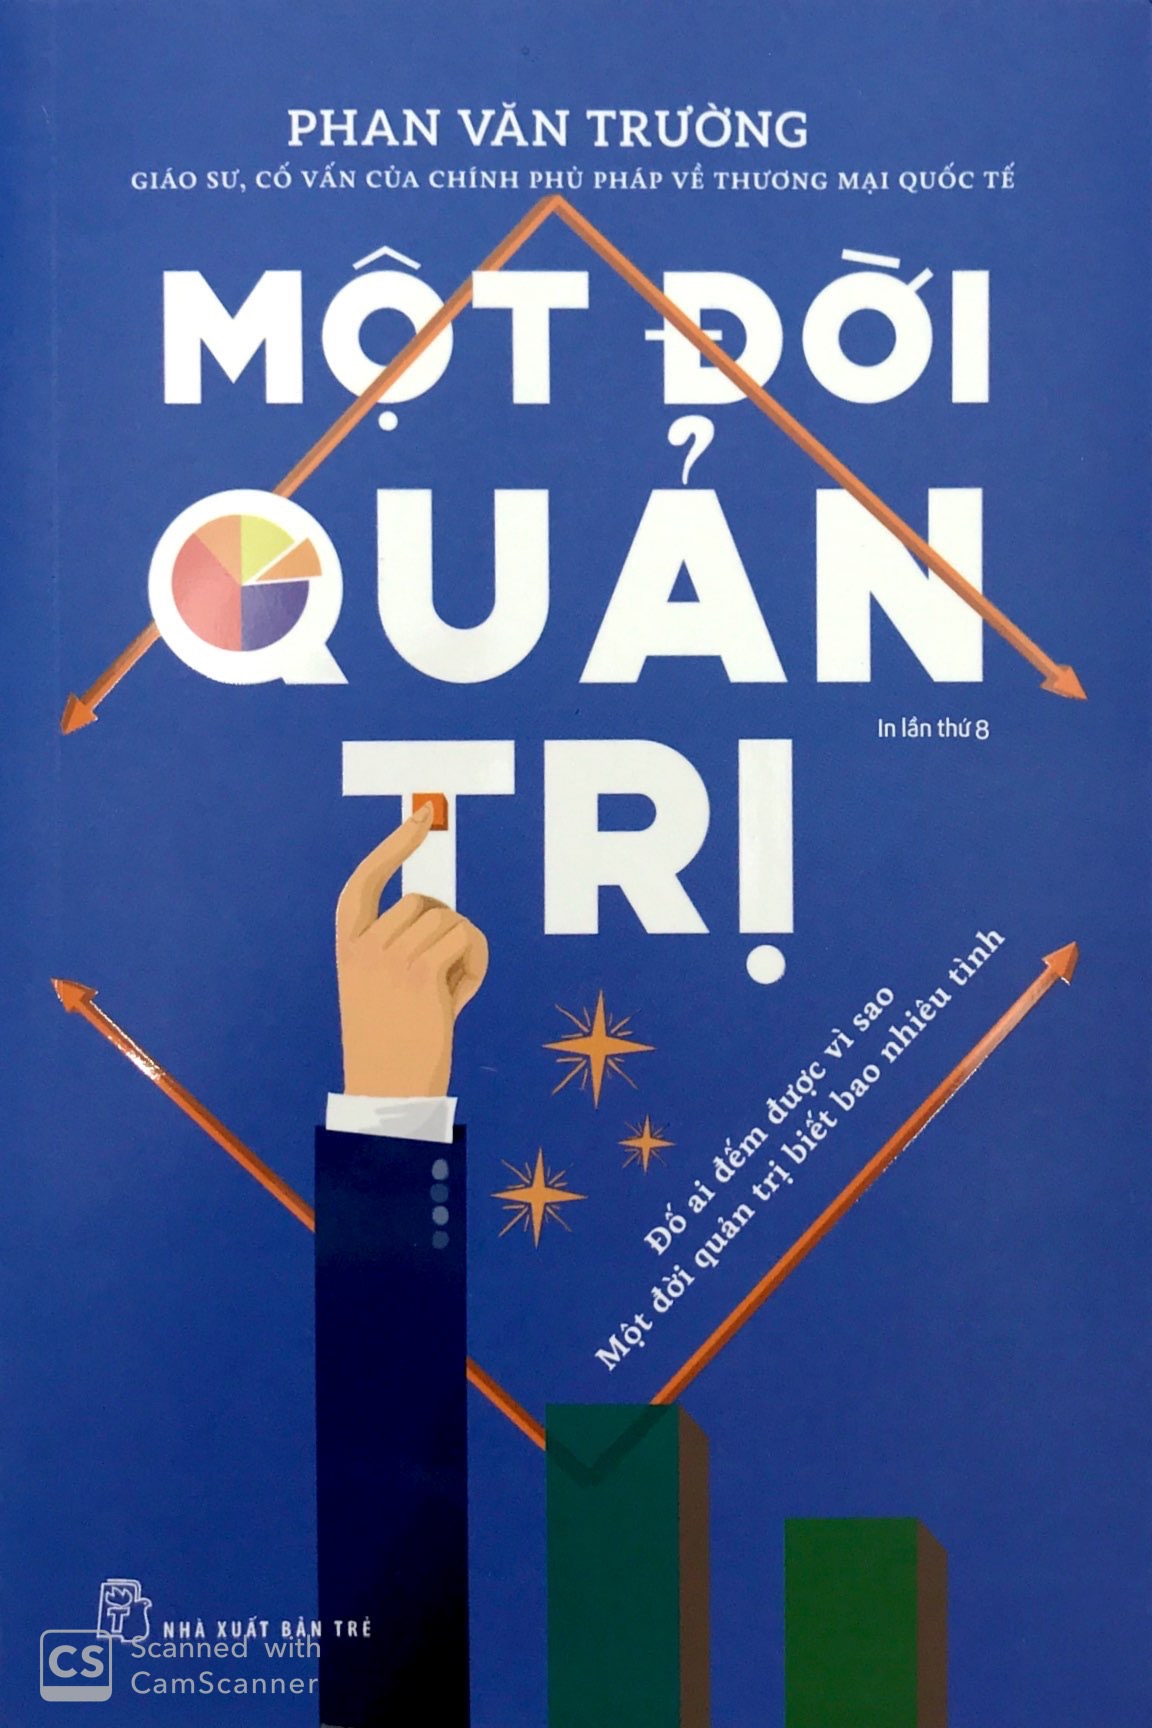 PHAN VĂN TRƯỜNG
GIÁO SƯ, CỐ VẤN CỦA CHÍNH PHỦ PHÁP VỀ THƯƠNG MẠI QUỐC TẾ
MỘT ĐỜI
QUẢN
In lần thứ 8
TRỊ
Đố ai đếm được vì sao
Một đời quản trị biết bao nhiêu tình
NHÀ XUẤT BẢN TRẺ
CS Scanned with
CamScanner